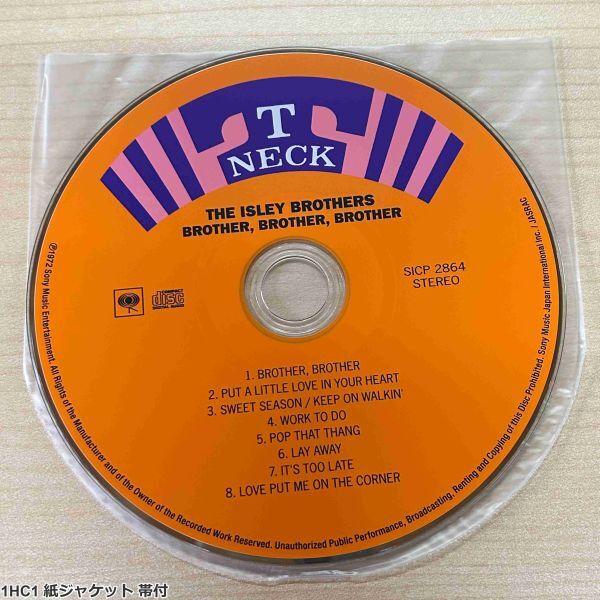 T
NECK
THE ISLEY BROTHERS
BROTHER, BROTHER, BROTHER
SICP 2864
STEREO
COMPACT
disc
DIGITAL AUDIO
1. BROTHER, BROTHER
2. PUT A LITTLE LOVE IN YOUR HEART
3. SWEET SEASON / KEEP ON WALKIN'
4. WORK TO DO
5. POP THAT THANG
6. LAY AWAY
7. IT'S TOO LATE
8. LOVE PUT ME ON THE CORNER
℗1972 Sony Music Entertainment. All Rights of the Manufacturer and of the Owner of the Recorded Work Reserved. Unauthorized Public Performance, Broadcasting, Renting and Copying of this Disc Prohibited. Sony Music Japan International Inc. / JASRAC
1HC1 紙ジャケット 帯付